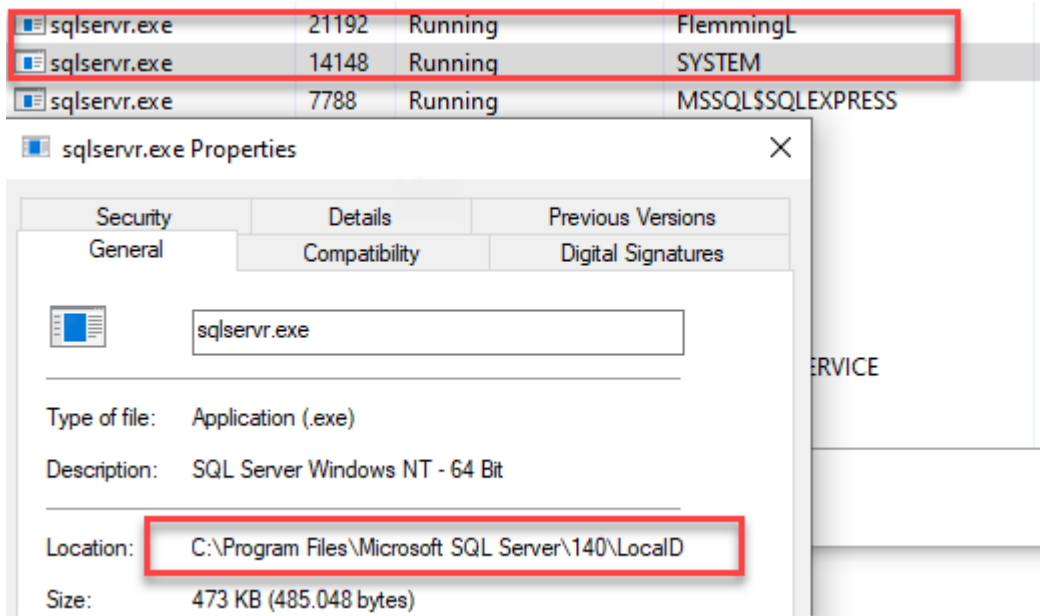 sqlservr.exe 21192 Running FlemmingL
sqlservr.exe 14148 Running SYSTEM
sqlservr.exe 7788 Running MSSQL$SQLEXPRESS
sqlservr.exe Properties
Security Details Previous Versions
General Compatibility Digital Signatures
sqlservr.exe
ERVICE
Type of file: Application (.exe)
Description: SQL Server Windows NT - 64 Bit
Location: C:\Program Files\Microsoft SQL Server\140\LocalD
Size: 473 KB (485.048 bytes)